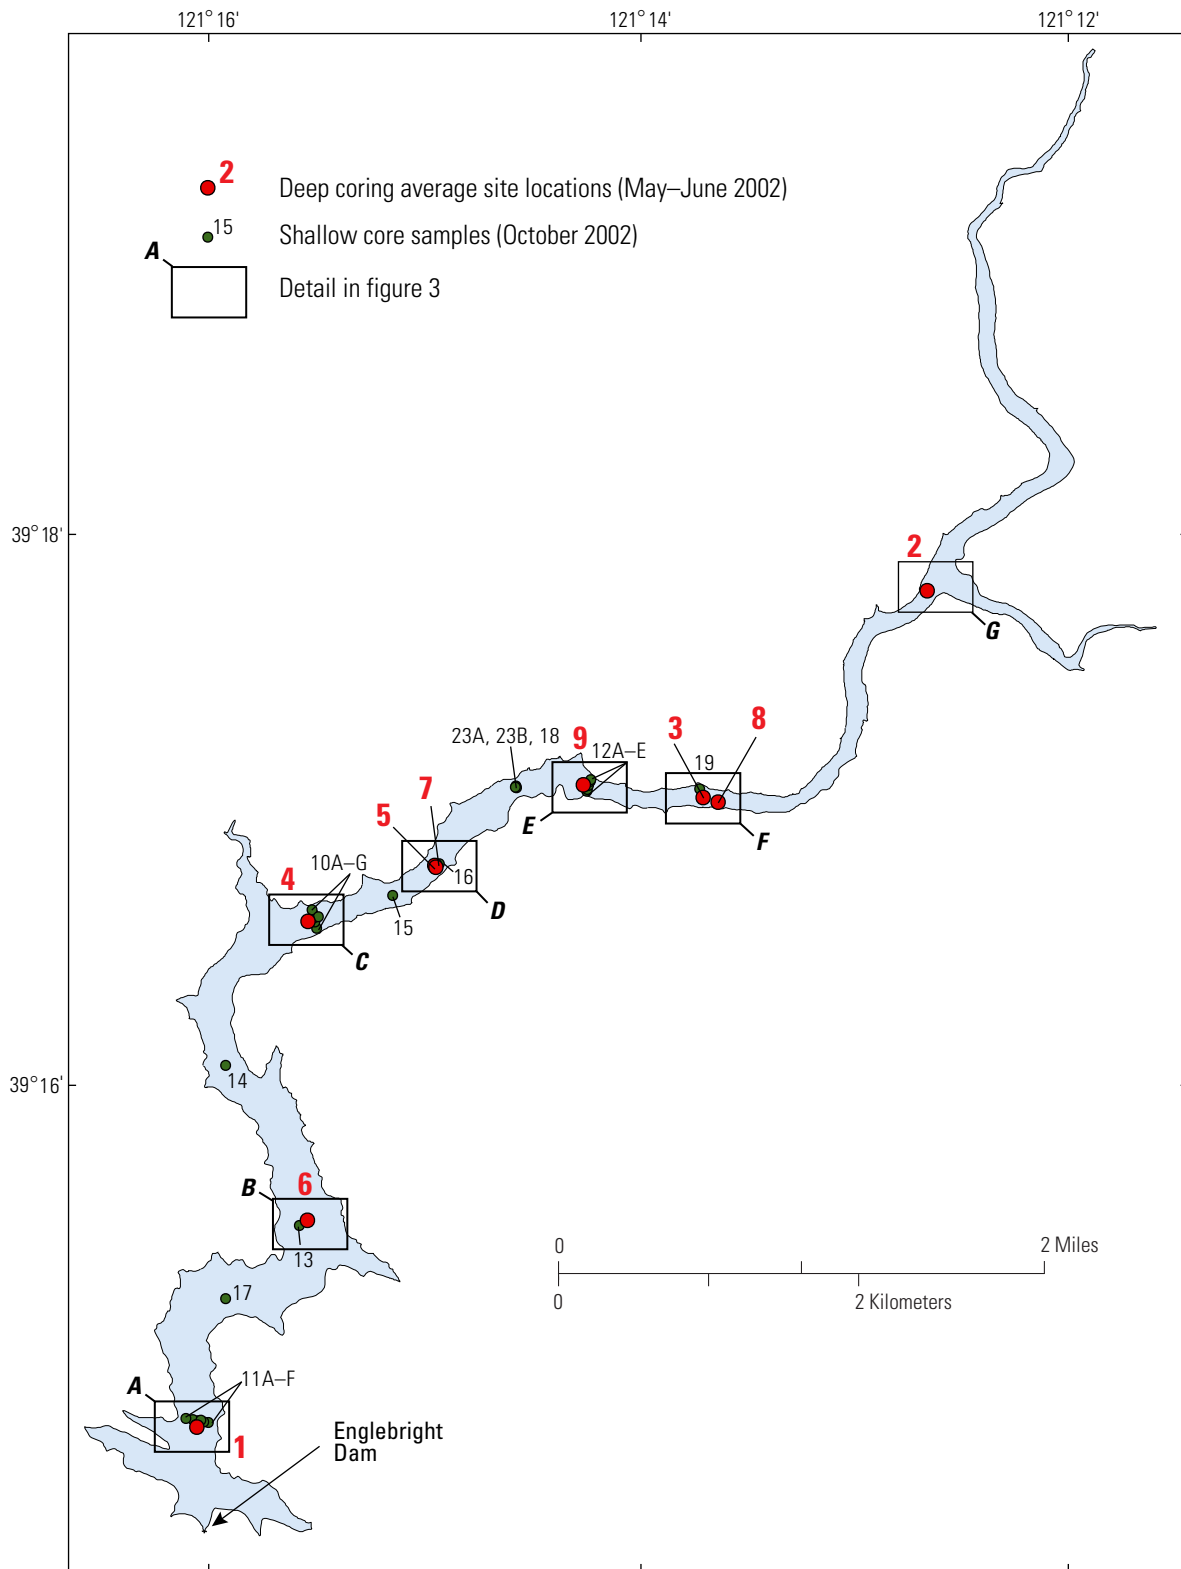 121° 16'
121° 14'
121° 12'
2
Deep coring average site locations (May–June 2002)
15
Shallow core samples (October 2002)
A
Detail in figure 3
39° 18'
2
G
23A, 23B, 18
9
12A–E
3
8
19
E
F
7
5
16
D
10A–G
4
15
C
14
39° 16'
B
6
13
0
2 Miles
0
2 Kilometers
17
A
11A–F
1
Englebright
Dam